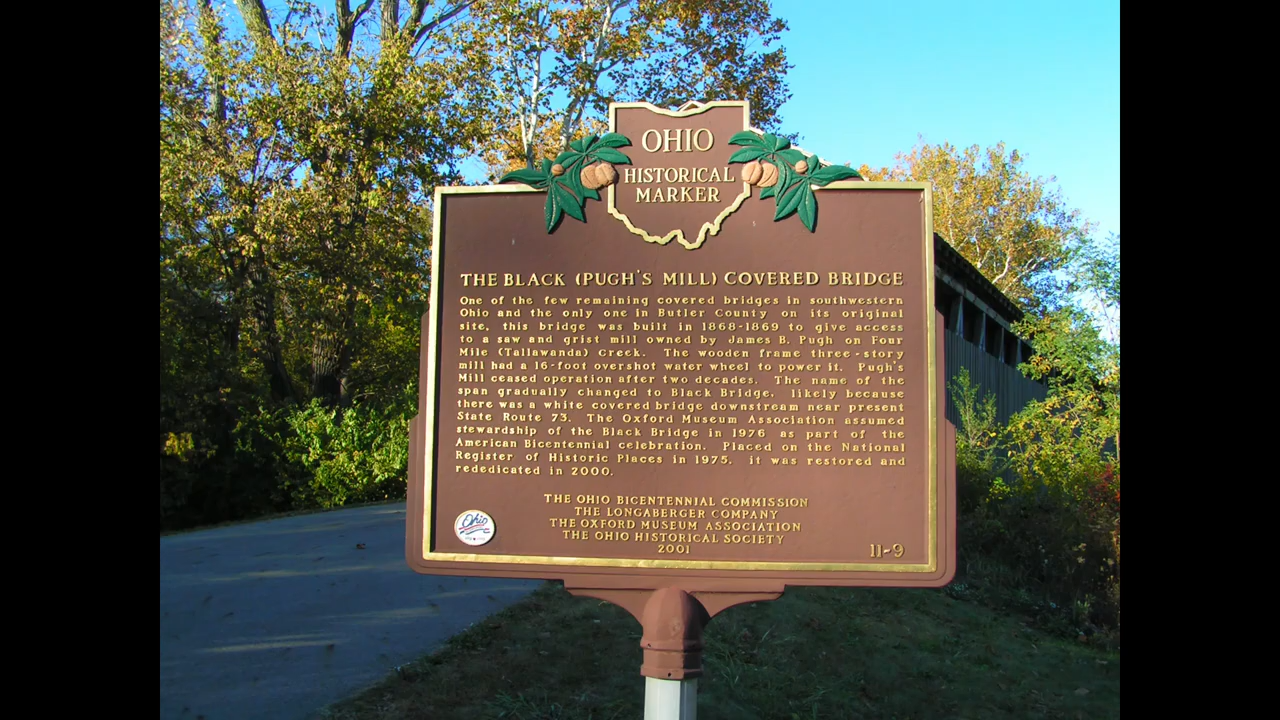 OHIO
HISTORICAL
MARKER
THE BLACK (PUGH'S MILL) COVERED BRIDGE
One of the few remaining covered bridges in southwestern
Ohio and the only one in Butler County on its original
site, this bridge was built in 1868-1869 to give access
to a saw and grist mill owned by James B. Pugh on Four
Mile (Tallawanda) Creek. The wooden frame three-story
mill had a 16-foot overshot water wheel to power it. Pugh's
Mill ceased operation after two decades. The name of the
span gradually changed to Black Bridge, likely because
there was a white covered bridge downstream near present
State Route 73. The Oxford Museum Association assumed
stewardship of the Black Bridge in 1976 as part of the
American Bicentennial celebration. Placed on the National
Register of Historic Places in 1975, it was restored and
rededicated in 2000.
THE OHIO BICENTENNIAL COMMISSION
THE LONGABERGER COMPANY
THE OXFORD MUSEUM ASSOCIATION
THE OHIO HISTORICAL SOCIETY
2001
11-9
Ohio